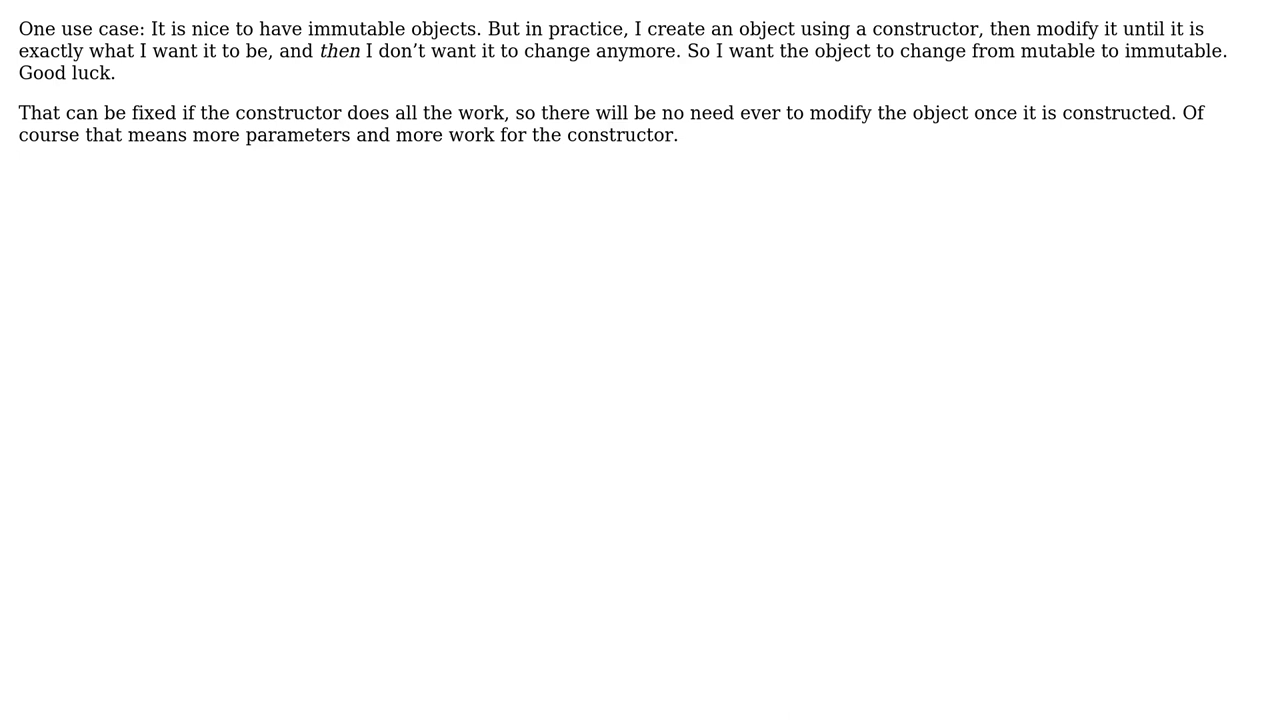 One use case: It is nice to have immutable objects. But in practice, I create an object using a constructor, then modify it until it is
exactly what I want it to be, and then I don’t want it to change anymore. So I want the object to change from mutable to immutable.
Good luck.
That can be fixed if the constructor does all the work, so there will be no need ever to modify the object once it is constructed. Of
course that means more parameters and more work for the constructor.